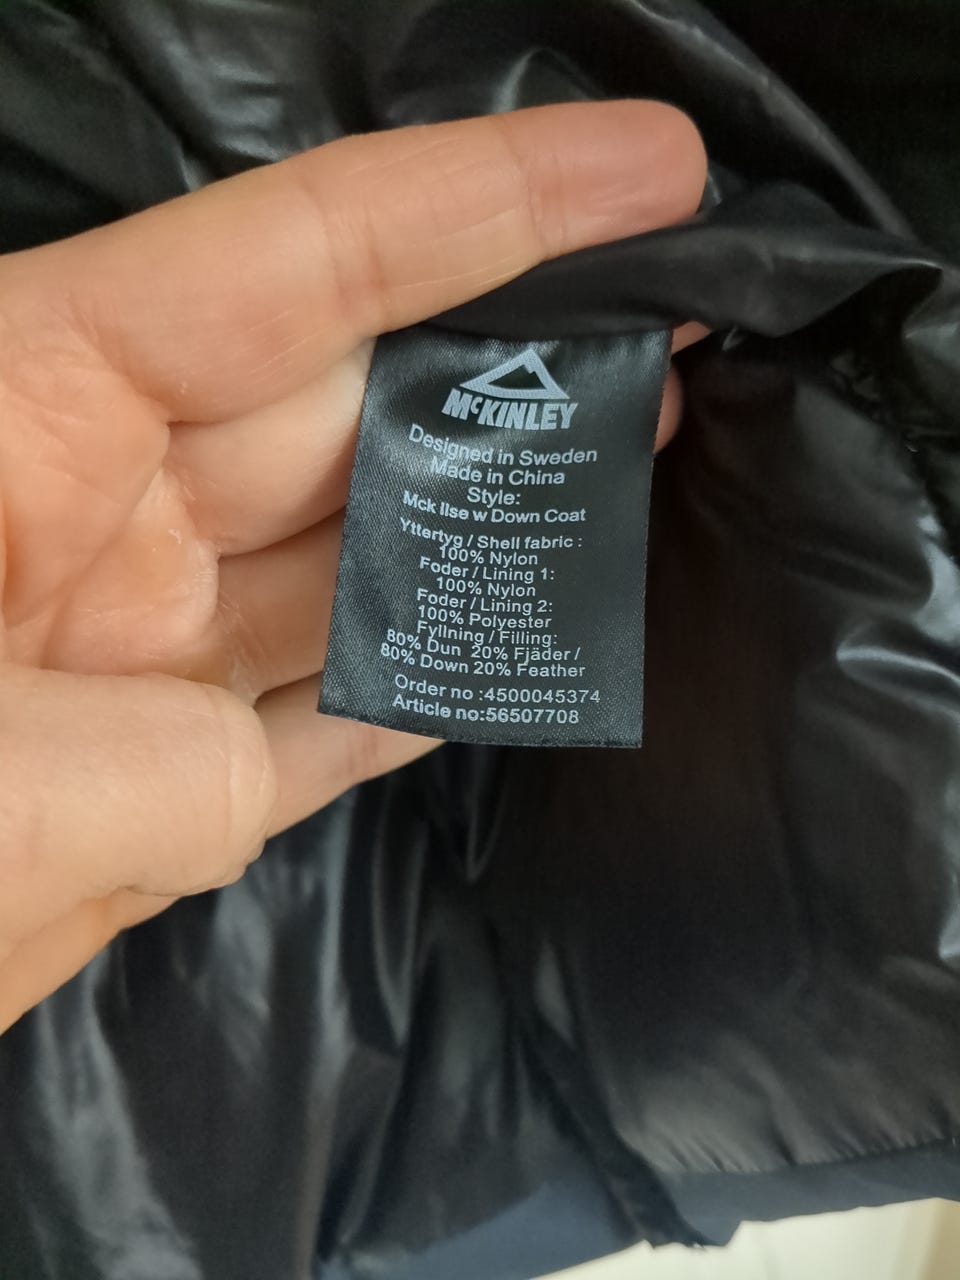 McKINLEY
Designed in Sweden
Made in China
Style:
Mck Ilse w Down Coat
Yttertyg / Shell fabric :
100% Nylon
Foder / Lining 1:
100% Nylon
Foder / Lining 2:
100% Polyester
Fyllning / Filling:
80% Dun 20% Fjäder /
80% Down 20% Feather
Order no :4500045374
Article no:56507708